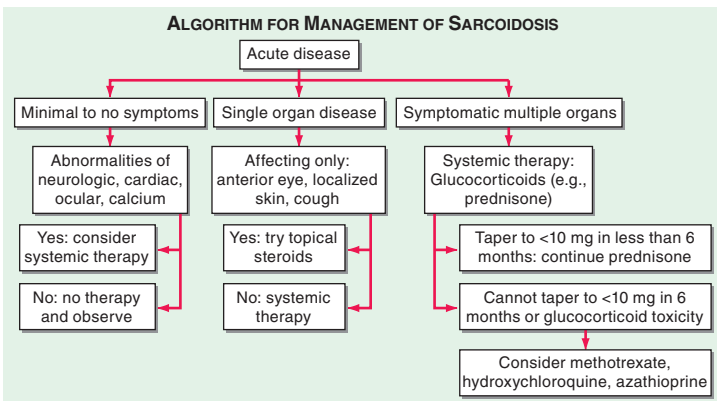 ALGORITHM FOR MANAGEMENT OF SARCOIDOSIS
Acute disease
Minimal to no symptoms
Single organ disease
Symptomatic multiple organs
Abnormalities of
neurologic, cardiac,
ocular, calcium
Affecting only:
anterior eye, localized
skin, cough
Systemic therapy:
Glucocorticoids (e.g.,
prednisone)
Yes: consider
systemic therapy
Yes: try topical
steroids
Taper to <10 mg in less than 6
months: continue prednisone
No: no therapy
and observe
No: systemic
therapy
Cannot taper to <10 mg in 6
months or glucocorticoid toxicity
Consider methotrexate,
hydroxychloroquine, azathioprine